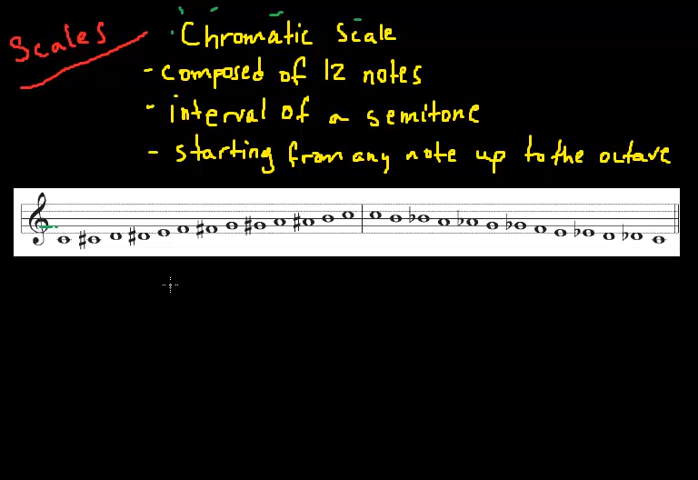 Scales
Chromatic Scale
- composed of 12 notes
- interval of a semitone
- starting from any note up to the octave